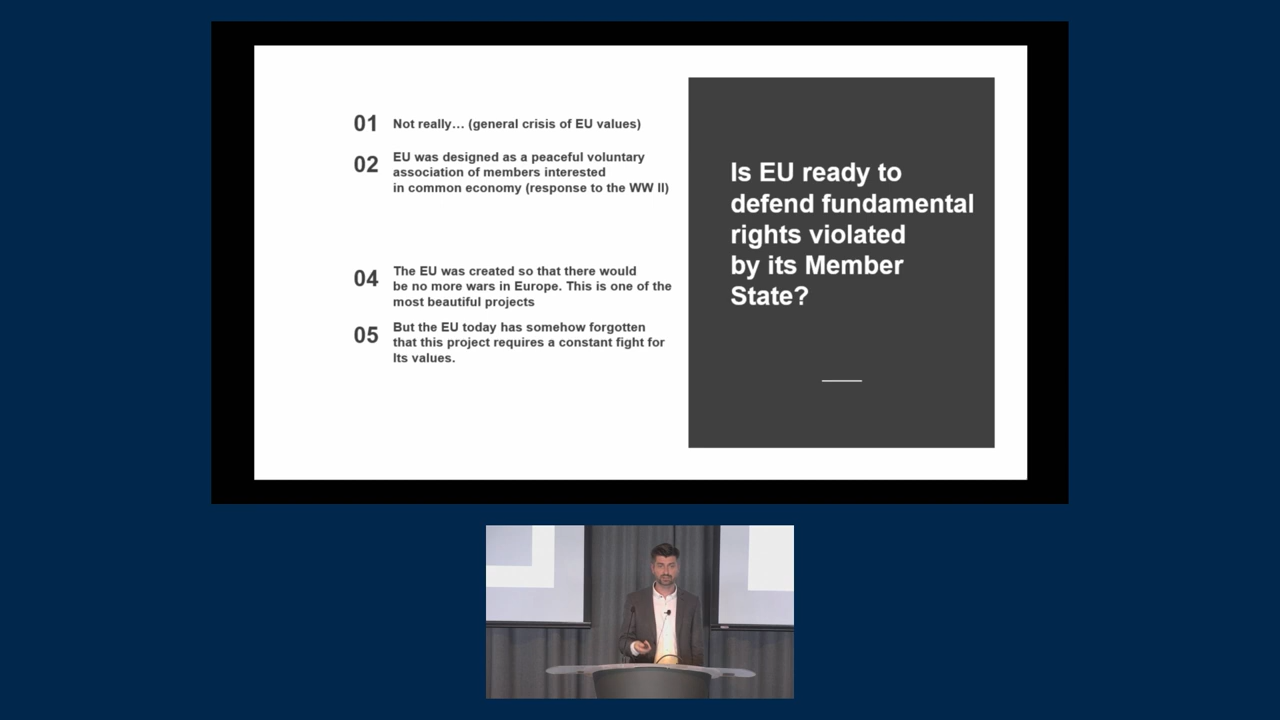 01
Not really… (general crisis of EU values)
02
EU was designed as a peaceful voluntary
association of members interested
in common economy (response to the WW II)
04
The EU was created so that there would
be no more wars in Europe. This is one of the
most beautiful projects
05
But the EU today has somehow forgotten
that this project requires a constant fight for
Its values.
Is EU ready to
defend fundamental
rights violated
by its Member
State?